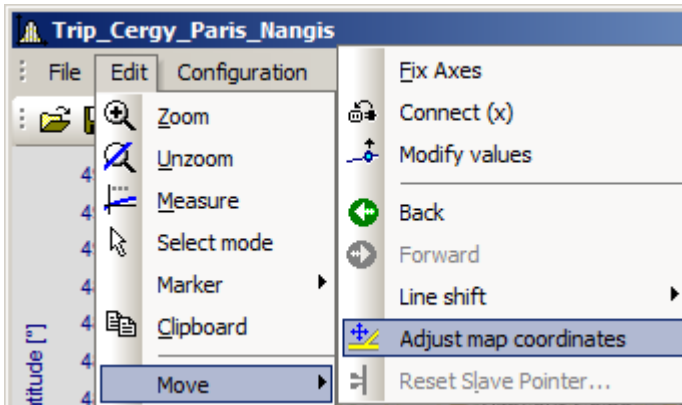 Trip_Cergy_Paris_Nangis
File Edit Configuration
Zoom
Unzoom
Measure
Select mode
Marker
Clipboard
Move
Fix Axes
Connect (x)
Modify values
Back
Forward
Line shift
Adjust map coordinates
Reset Slave Pointer...
[°]